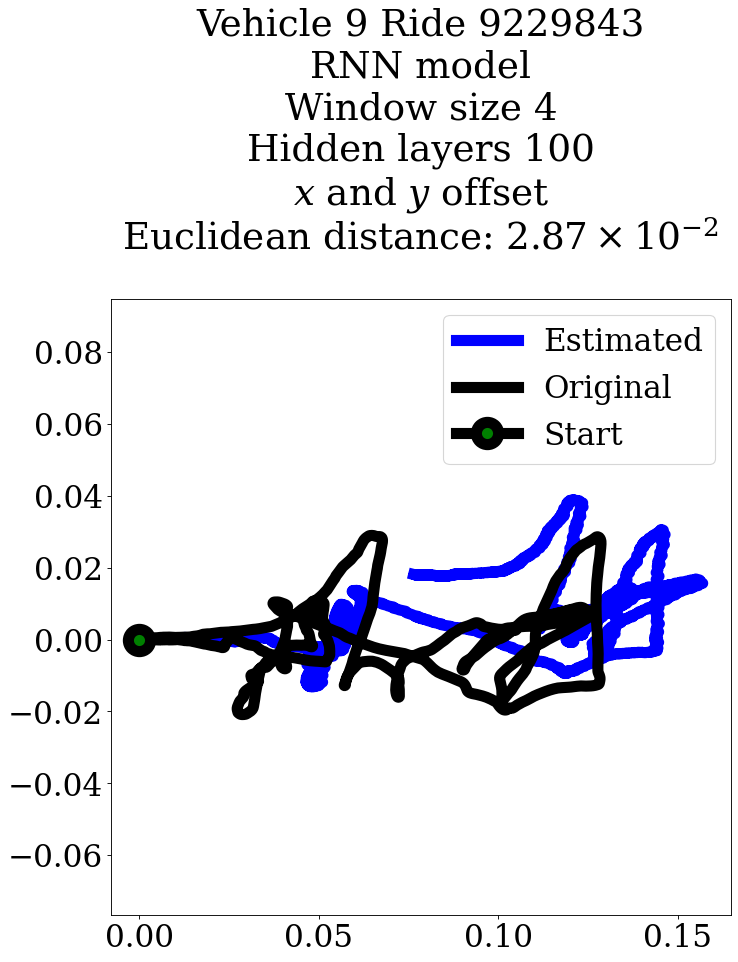 Vehicle 9 Ride 9229843
RNN model
Window size 4
Hidden layers 100
x and y offset
Euclidean distance: 2.87 × 10⁻²
Estimated
Original
Start
0.08
0.06
0.04
0.02
0.00
−0.02
−0.04
−0.06
0.00 0.05 0.10 0.15